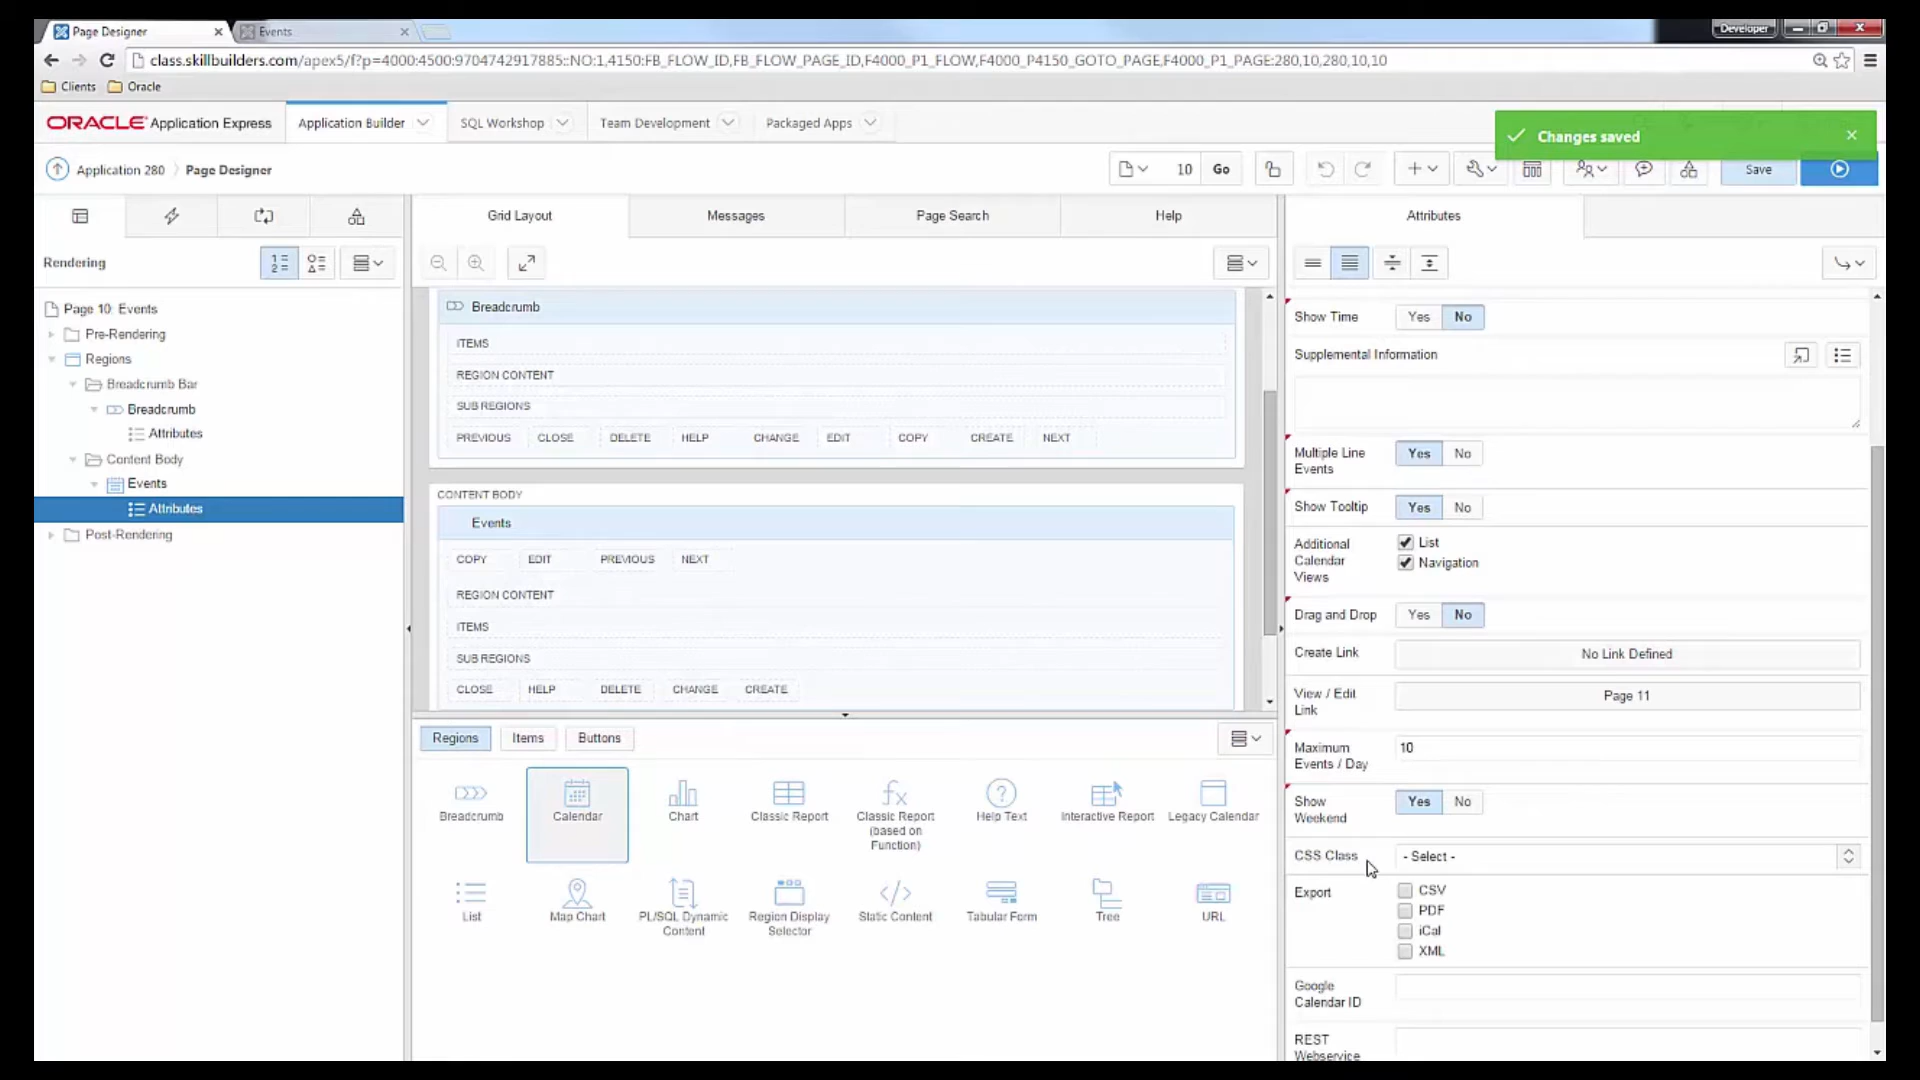 Page Designer
Events
Developer
class.skillbuilders.com/apex5/f?p=4000:4500:9704742917885::NO:1,4150:FB_FLOW_ID,FB_FLOW_PAGE_ID,F4000_P1_FLOW,F4000_P4150_GOTO_PAGE,F4000_P1_PAGE:280,10,280,10,10
Clients Oracle
ORACLE Application Express
Application Builder
SQL Workshop
Team Development
Packaged Apps
Changes saved
Application 280
Page Designer
10
Go
Save
Grid Layout
Messages
Page Search
Help
Attributes
Rendering
1
2
Page 10: Events
Pre-Rendering
Regions
Breadcrumb Bar
Breadcrumb
Attributes
Content Body
Events
Attributes
Post-Rendering
Breadcrumb
ITEMS
REGION CONTENT
SUB REGIONS
PREVIOUS CLOSE DELETE HELP CHANGE EDIT COPY CREATE NEXT
CONTENT BODY
Events
COPY EDIT PREVIOUS NEXT
REGION CONTENT
ITEMS
SUB REGIONS
CLOSE HELP DELETE CHANGE CREATE
Regions
Items
Buttons
Breadcrumb
Calendar
Chart
Classic Report
Classic Report
(based on
Function)
Help Text
Interactive Report
Legacy Calendar
List
Map Chart
PL/SQL Dynamic
Content
Region Display
Selector
Static Content
Tabular Form
Tree
URL
Show Time
Yes No
Supplemental Information
Multiple Line
Events
Yes No
Show Tooltip
Yes No
Additional
Calendar
Views
List
Navigation
Drag and Drop
Yes No
Create Link
No Link Defined
View / Edit
Link
Page 11
Maximum
Events / Day
10
Show
Weekend
Yes No
CSS Class
- Select -
Export
CSV
PDF
iCal
XML
Google
Calendar ID
REST
Webservice